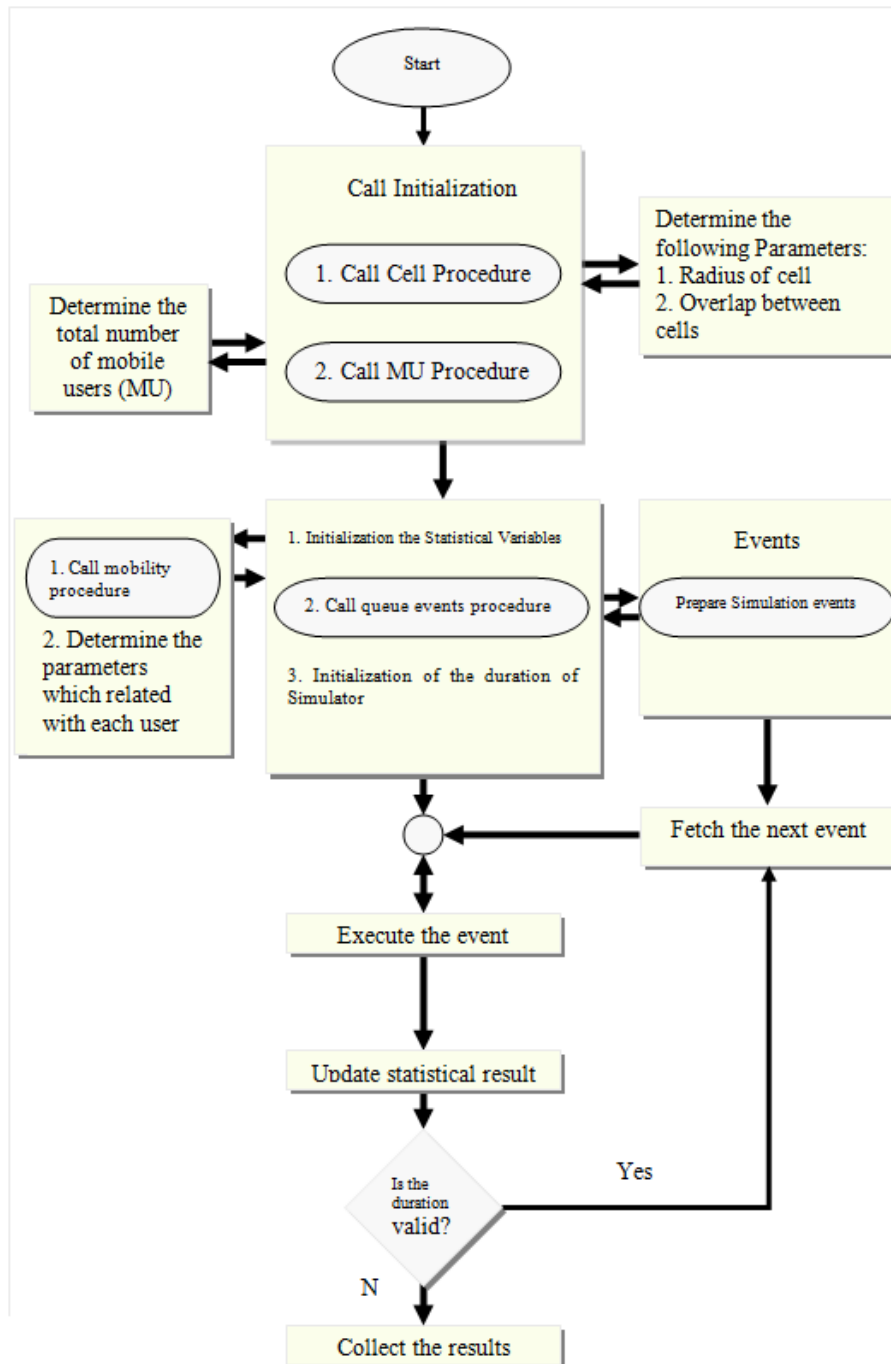 Start
Call Initialization
1. Call Cell Procedure
2. Call MU Procedure
Determine the
following Parameters:
1. Radius of cell
2. Overlap between
cells
Determine the
total number
of mobile
users (MU)
1. Call mobility
procedure
2. Determine the
parameters
which related
with each user
1. Initialization the Statistical Variables
2. Call queue events procedure
3. Initialization of the duration of
Simulator
Events
Prepare Simulation events
Fetch the next event
Execute the event
Update statistical result
Is the
duration
valid?
Yes
N
Collect the results